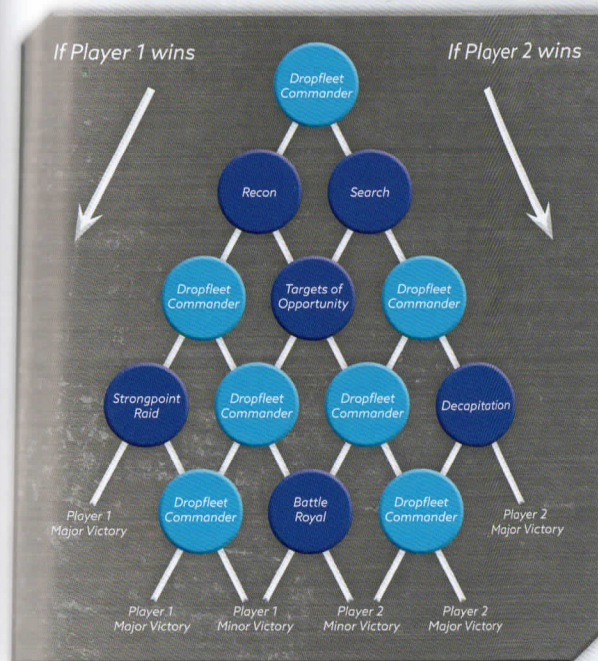 If Player 1 wins
If Player 2 wins
Dropfleet
Commander
Recon
Search
Dropfleet
Commander
Targets of
Opportunity
Dropfleet
Commander
Strongpoint
Raid
Dropfleet
Commander
Dropfleet
Commander
Decapitation
Player 1
Major Victory
Dropfleet
Commander
Battle
Royal
Dropfleet
Commander
Player 2
Major Victory
Player 1
Major Victory
Player 1
Minor Victory
Player 2
Minor Victory
Player 2
Major Victory